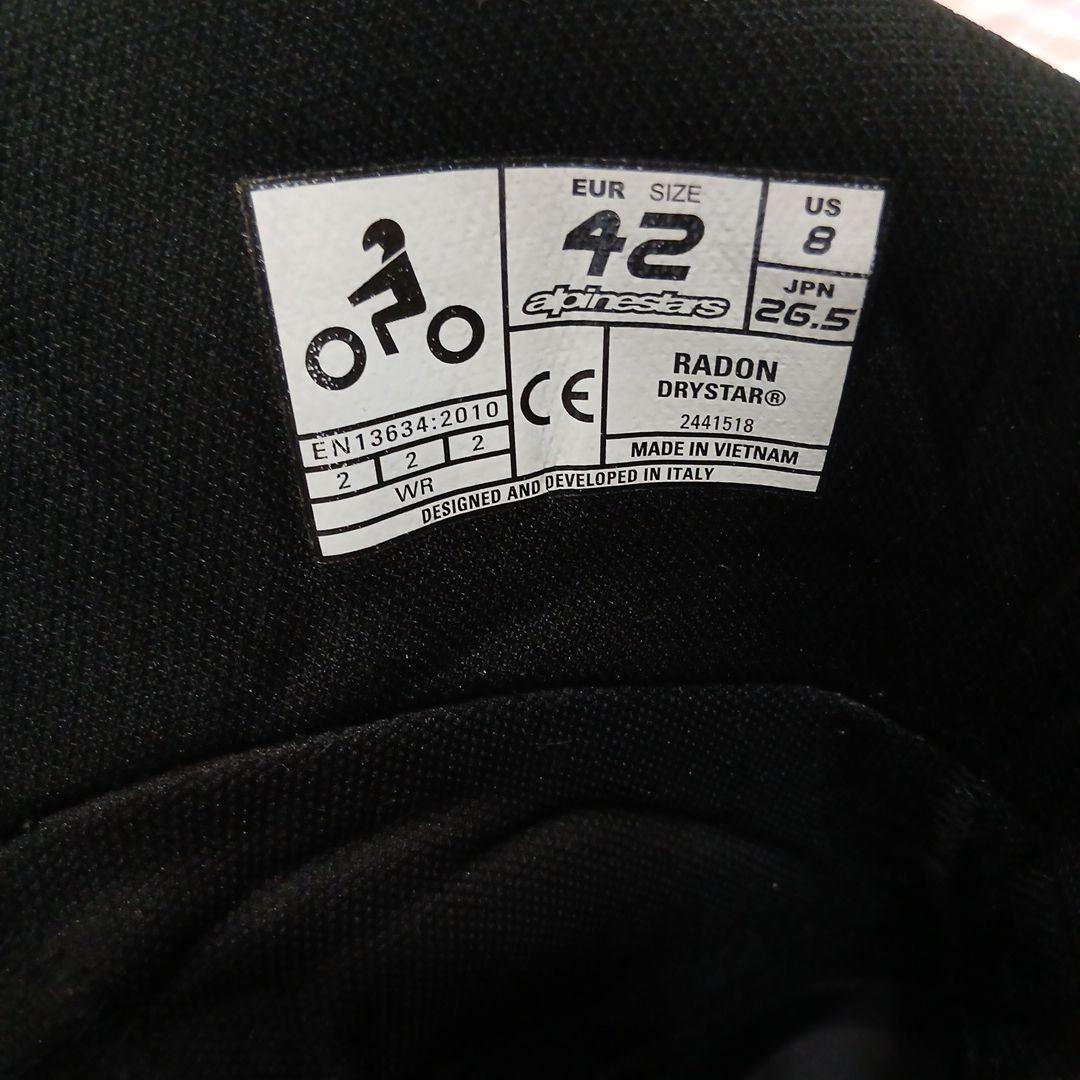 EUR SIZE
42
alpinestars
US
8
JPN
26.5
CE
RADON
DRYSTAR®
2441518
MADE IN VIETNAM
EN13634:2010
2 2 2
WR
DESIGNED AND DEVELOPED IN ITALY